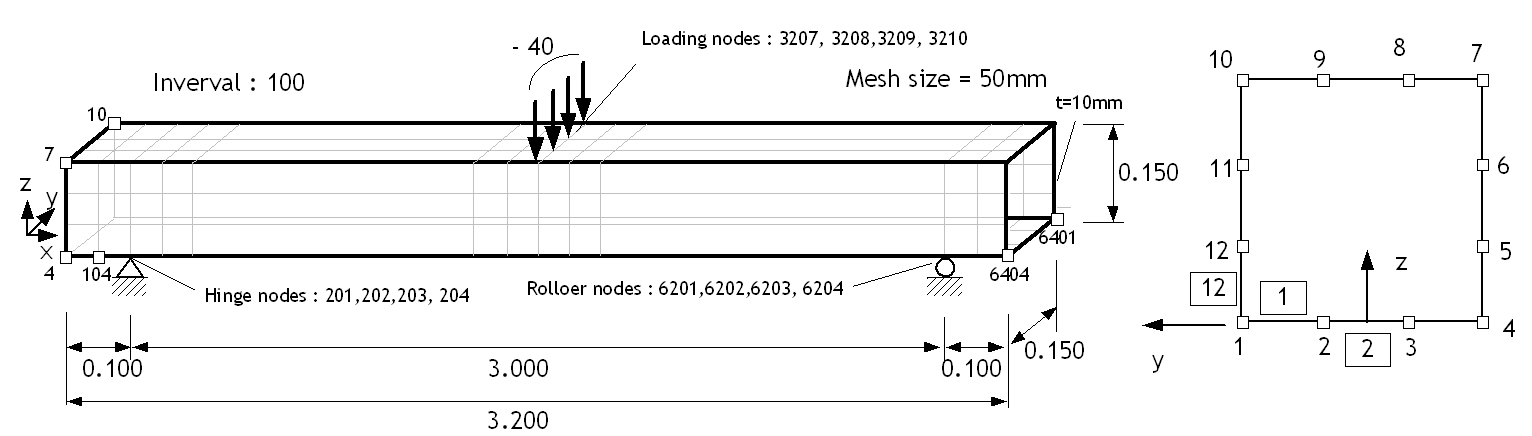 - 40
Loading nodes : 3207, 3208,3209, 3210
Inverval : 100
Mesh size = 50mm
t=10mm
10
7
z
y
x
4
104
0.150
6401
6404
Hinge nodes : 201,202,203, 204
Rolloer nodes : 6201,6202,6203, 6204
0.100
3.000
0.100
0.150
3.200
10
9
8
7
11
6
12
5
z
12
1
1
2
2
3
4
y